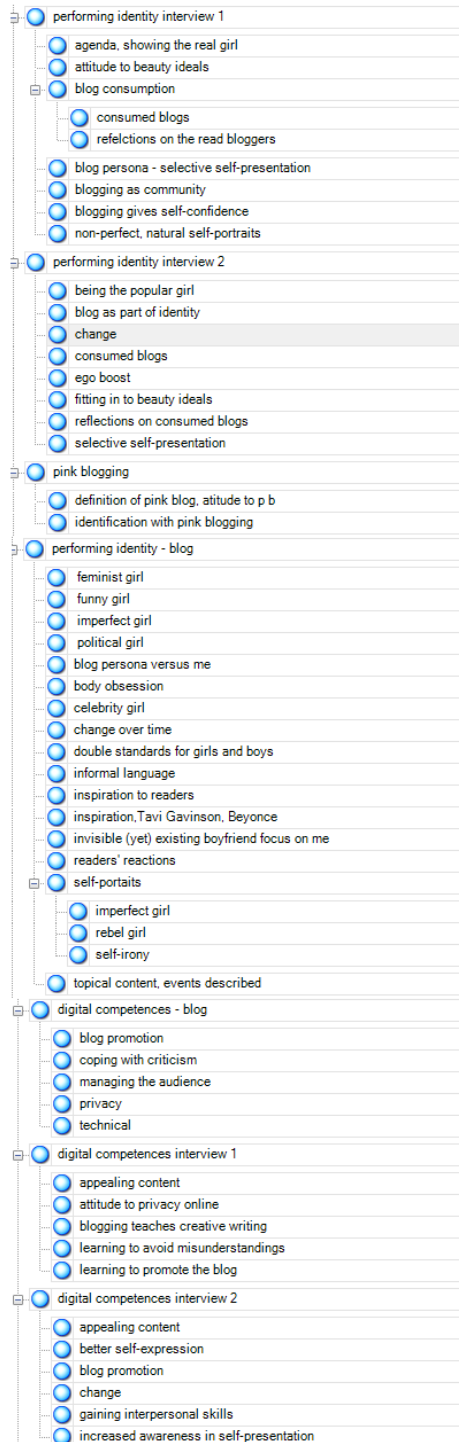 performing identity interview 1
agenda, showing the real girl
attitude to beauty ideals
blog consumption
consumed blogs
refelctions on the read bloggers
blog persona - selective self-presentation
blogging as community
blogging gives self-confidence
non-perfect, natural self-portraits
performing identity interview 2
being the popular girl
blog as part of identity
change
consumed blogs
ego boost
fitting in to beauty ideals
reflections on consumed blogs
selective self-presentation
pink blogging
definition of pink blog, atitude to p b
identification with pink blogging
performing identity - blog
feminist girl
funny girl
imperfect girl
political girl
blog persona versus me
body obsession
celebrity girl
change over time
double standards for girls and boys
informal language
inspiration to readers
inspiration,Tavi Gavinson, Beyonce
invisible (yet) existing boyfriend focus on me
readers' reactions
self-portaits
imperfect girl
rebel girl
self-irony
topical content, events described
digital competences - blog
blog promotion
coping with criticism
managing the audience
privacy
technical
digital competences interview 1
appealing content
attitude to privacy online
blogging teaches creative writing
learning to avoid misunderstandings
learning to promote the blog
digital competences interview 2
appealing content
better self-expression
blog promotion
change
gaining interpersonal skills
increased awareness in self-presentation